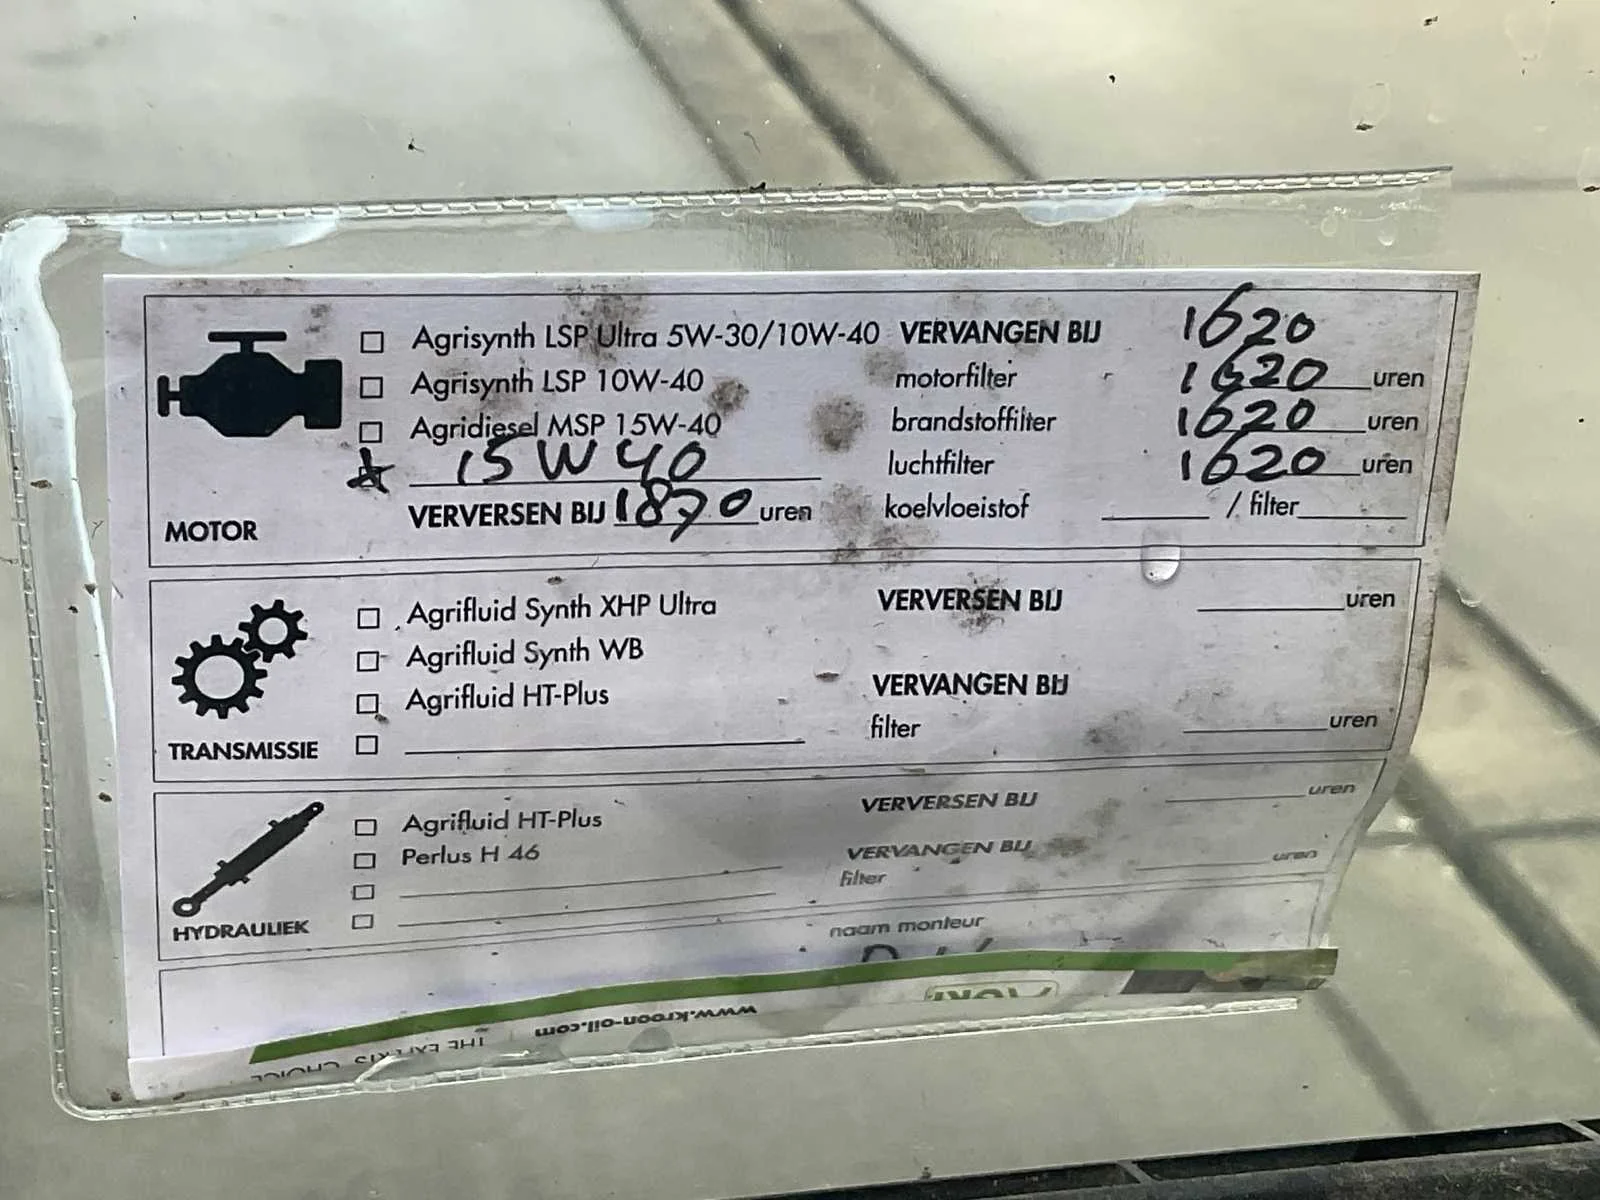 Agrisynth LSP Ultra 5W-30/10W-40 VERVANGEN BIJ 1620
Agrisynth LSP 10W-40 motorfilter 1620 uren
Agridiesel MSP 15W-40 brandstoffilter 1620 uren
15W40 luchtfilter 1620 uren
MOTOR VERVERSEN BIJ 1870 uren koelvloeistof / filter
Agrifluid Synth XHP Ultra VERVERSEN BIJ uren
Agrifluid Synth WB
Agrifluid HT-Plus VERVANGEN BIJ
filter uren
TRANSMISSIE
Agrifluid HT-Plus VERVERSEN BIJ uren
Perlus H 46 VERVANGEN BIJ uren
filter
HYDRAULIEK
naam monteur
www.kroon-oil.com
THE EXPERTS CHOICE